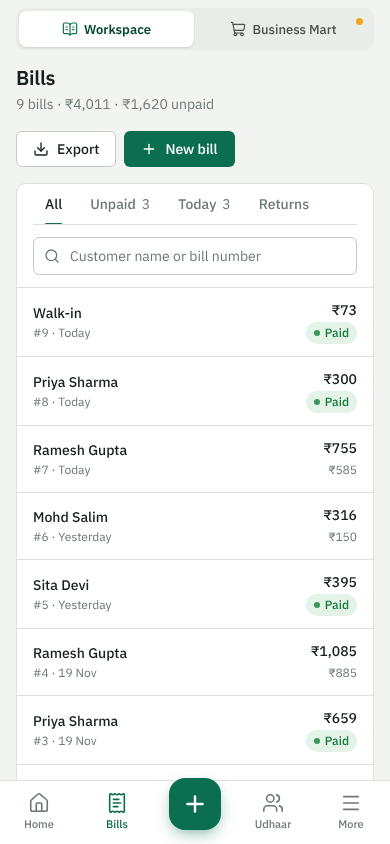 Workspace Business Mart
Bills
9 bills · ₹4,011 · ₹1,620 unpaid
Export New bill
All Unpaid 3 Today 3 Returns
Customer name or bill number
Walk-in ₹73
#9 · Today Paid
Priya Sharma ₹300
#8 · Today Paid
Ramesh Gupta ₹755
#7 · Today ₹585
Mohd Salim ₹316
#6 · Yesterday ₹150
Sita Devi ₹395
#5 · Yesterday Paid
Ramesh Gupta ₹1,085
#4 · 19 Nov ₹885
Priya Sharma ₹659
#3 · 19 Nov Paid
Home Bills Udhaar More